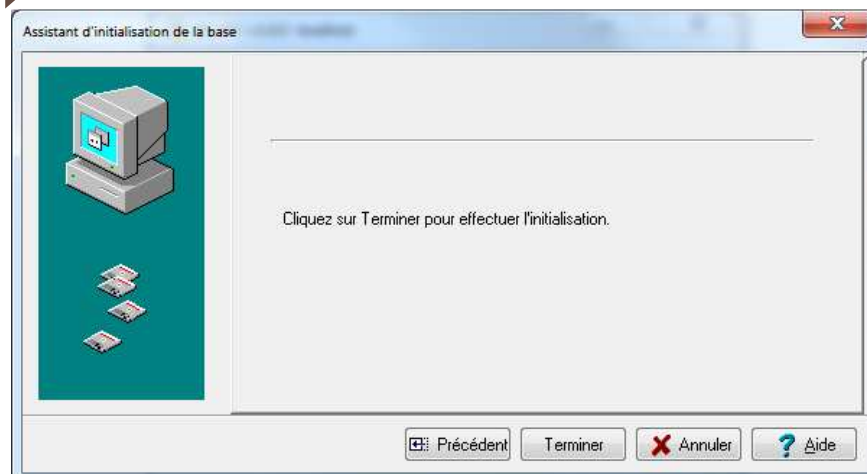 Assistant d'initialisation de la base
Cliquez sur Terminer pour effectuer l'initialisation.
Précédent Terminer Annuler Aide